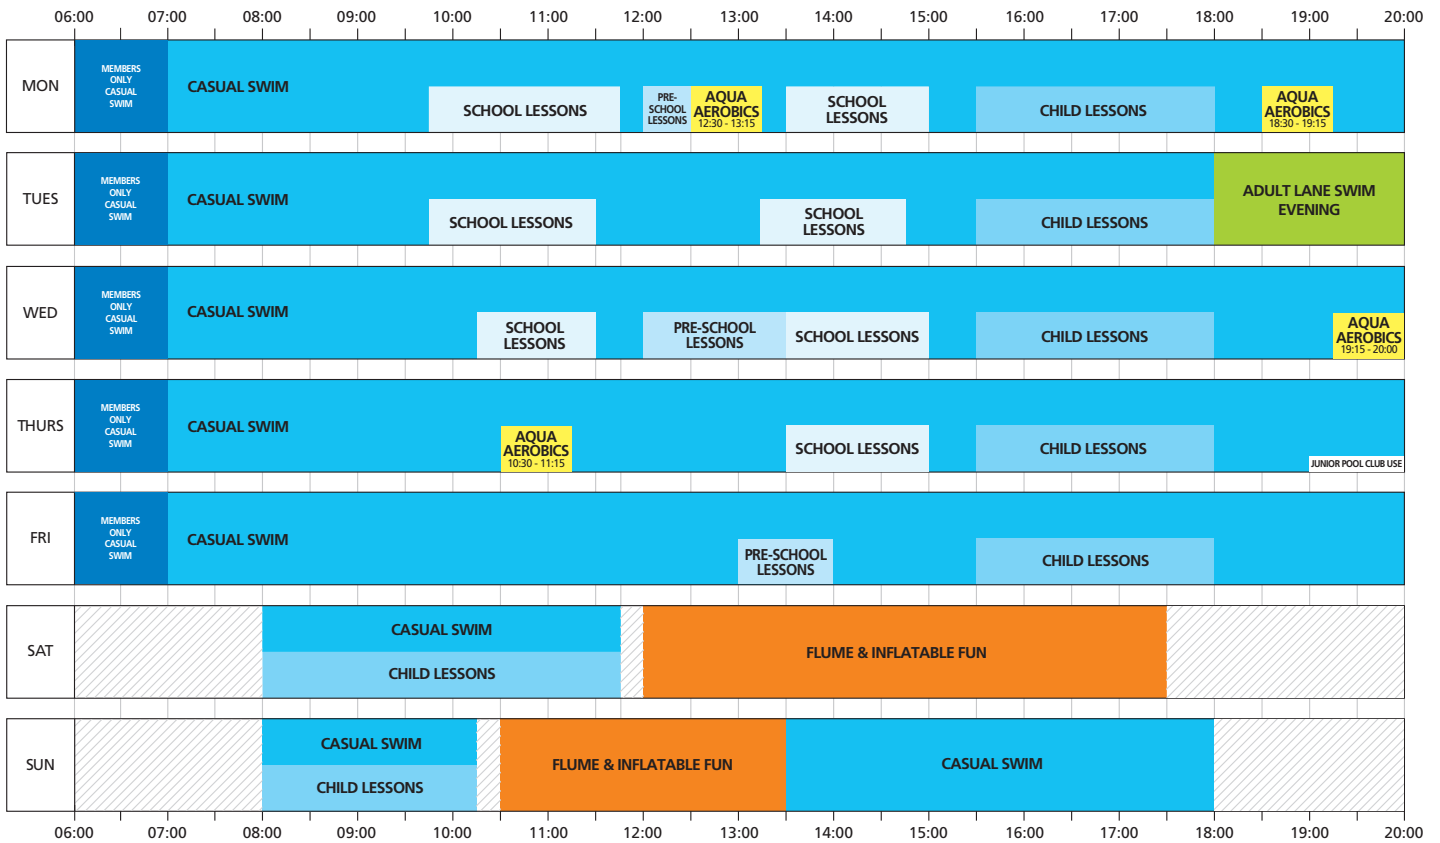 06:00 07:00 08:00 09:00 10:00 11:00 12:00 13:00 14:00 15:00 16:00 17:00 18:00 19:00 20:00
MON
MEMBERS
ONLY
CASUAL
SWIM
CASUAL SWIM
SCHOOL LESSONS
PRE-
SCHOOL
LESSONS
AQUA
AEROBICS
12:30 - 13:15
SCHOOL
LESSONS
CHILD LESSONS
AQUA
AEROBICS
18:30 - 19:15
TUES
MEMBERS
ONLY
CASUAL
SWIM
CASUAL SWIM
SCHOOL LESSONS
SCHOOL
LESSONS
CHILD LESSONS
ADULT LANE SWIM
EVENING
WED
MEMBERS
ONLY
CASUAL
SWIM
CASUAL SWIM
SCHOOL
LESSONS
PRE-SCHOOL
LESSONS
SCHOOL LESSONS
CHILD LESSONS
AQUA
AEROBICS
19:15 - 20:00
THURS
MEMBERS
ONLY
CASUAL
SWIM
CASUAL SWIM
AQUA
AEROBICS
10:30 - 11:15
SCHOOL LESSONS
CHILD LESSONS
JUNIOR POOL CLUB USE
FRI
MEMBERS
ONLY
CASUAL
SWIM
CASUAL SWIM
PRE-SCHOOL
LESSONS
CHILD LESSONS
SAT
CASUAL SWIM
CHILD LESSONS
FLUME & INFLATABLE FUN
SUN
CASUAL SWIM
CHILD LESSONS
FLUME & INFLATABLE FUN
CASUAL SWIM
06:00 07:00 08:00 09:00 10:00 11:00 12:00 13:00 14:00 15:00 16:00 17:00 18:00 19:00 20:00